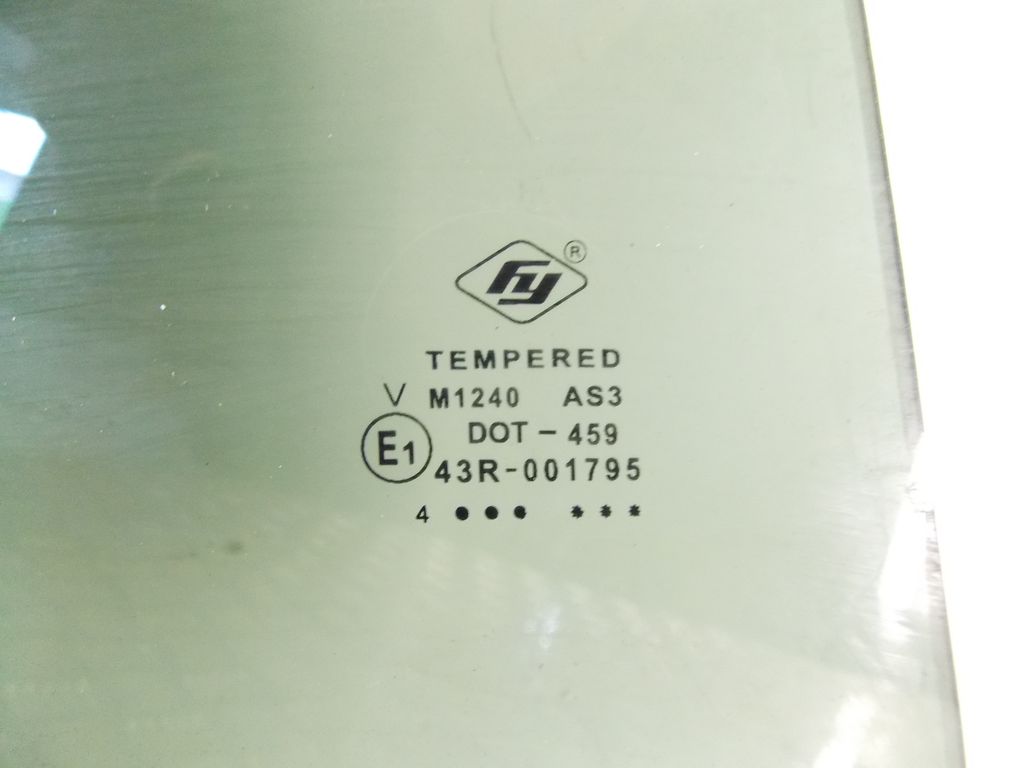 fy ®
TEMPERED
V M1240 AS3
E1 DOT-459
43R-001795
4 ●●● ***